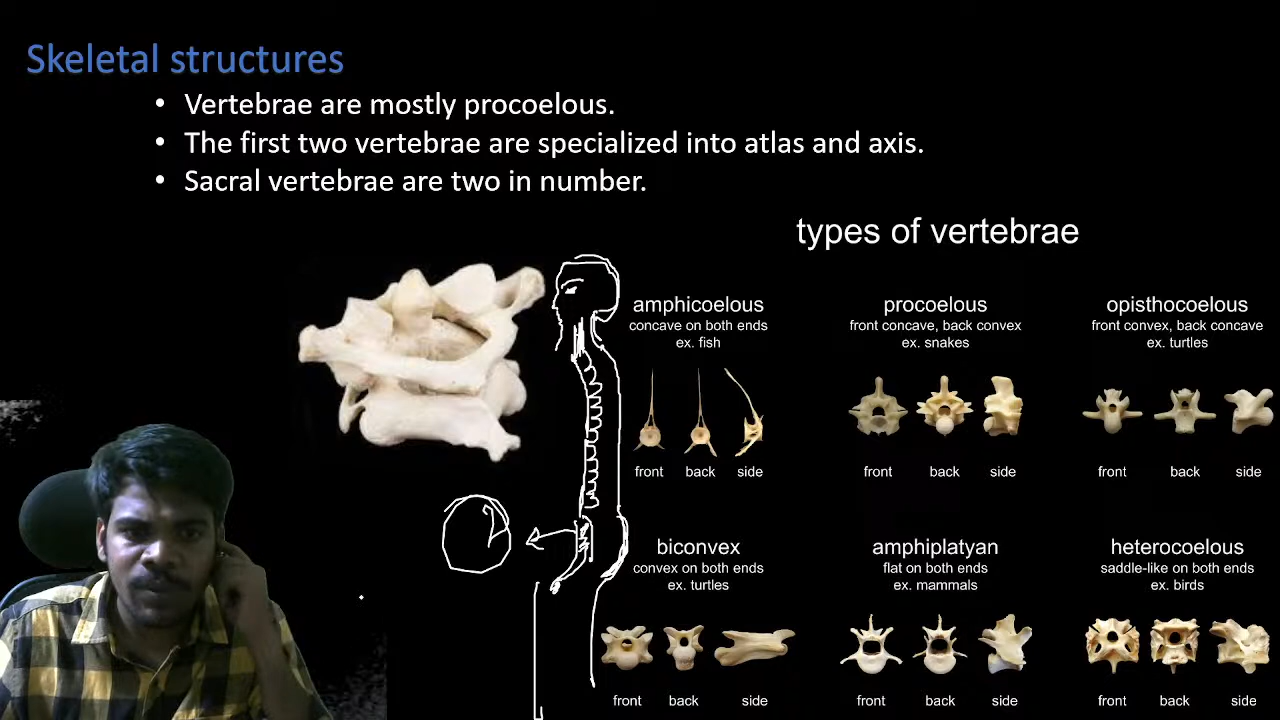 Skeletal structures
• Vertebrae are mostly procoelous.
• The first two vertebrae are specialized into atlas and axis.
• Sacral vertebrae are two in number.
types of vertebrae
amphicoelous
concave on both ends
ex. fish
front back side
procoelous
front concave, back convex
ex. snakes
front back side
opisthocoelous
front convex, back concave
ex. turtles
front back side
2
biconvex
convex on both ends
ex. turtles
front back side
amphiplatyan
flat on both ends
ex. mammals
front back side
heterocoelous
saddle-like on both ends
ex. birds
front back side